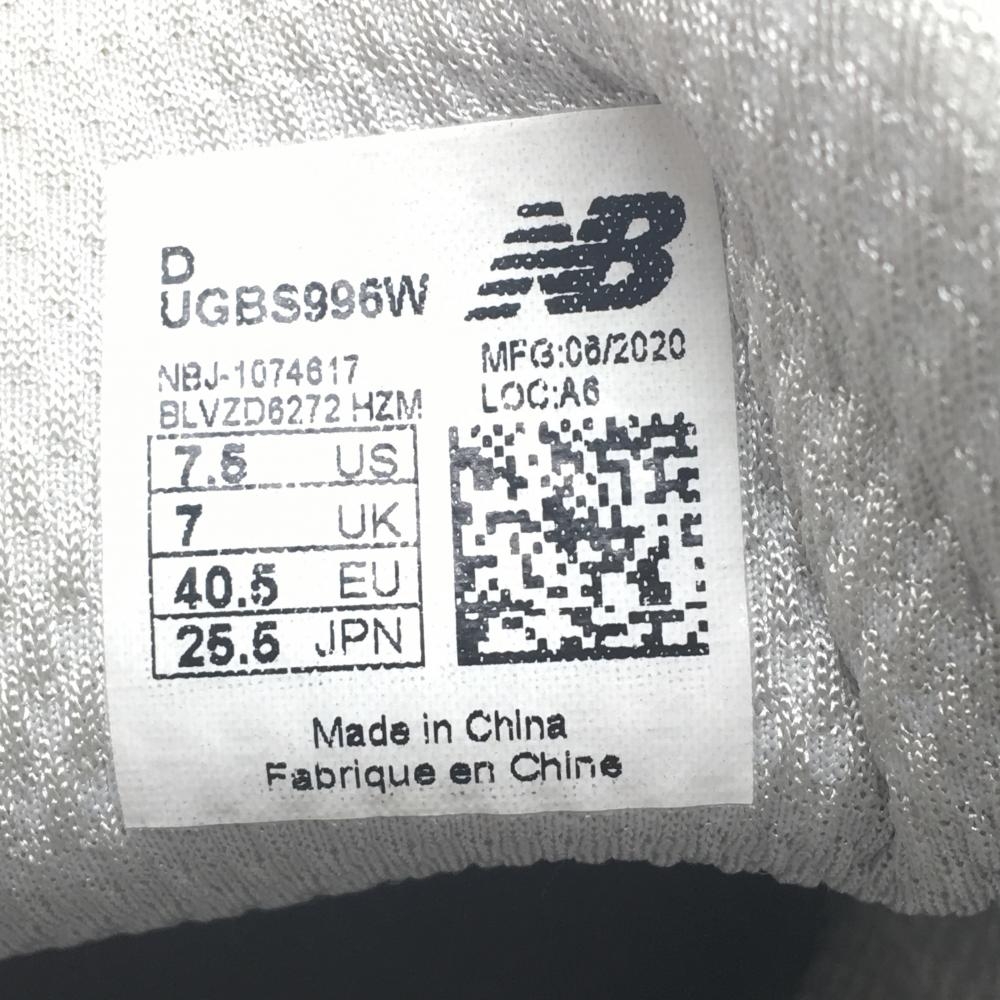 D
UGBS996W
NB
NBJ-1074617
BLVZD6272 HZM
MFG:06/2020
LOC:A6
7.5 US
7 UK
40.5 EU
25.5 JPN
Made in China
Fabrique en Chine